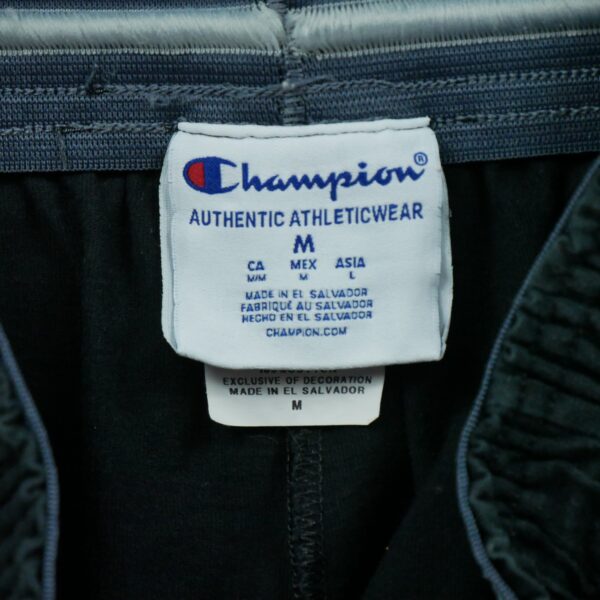 Champion®
AUTHENTIC ATHLETICWEAR
M
CA MEX ASIA
M/M M L
MADE IN EL SALVADOR
FABRIQUÉ AU SALVADOR
HECHO EN EL SALVADOR
CHAMPION.COM
EXCLUSIVE OF DECORATION
MADE IN EL SALVADOR
M